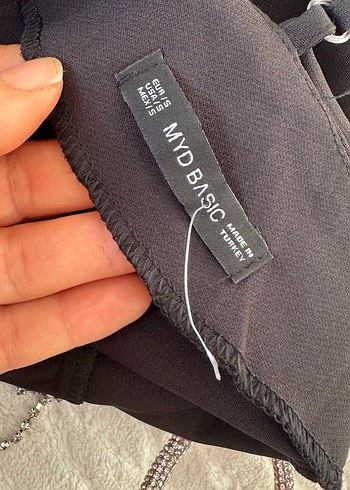 EUR/S
USA/S
MEX/S
MYD BASIC
MADE IN
TURKEY